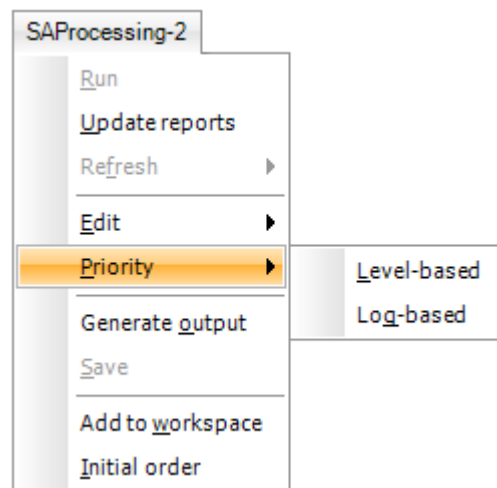 SAProcessing-2
Run
Update reports
Refresh
Edit
Priority
Level-based
Log-based
Generate output
Save
Add to workspace
Initial order